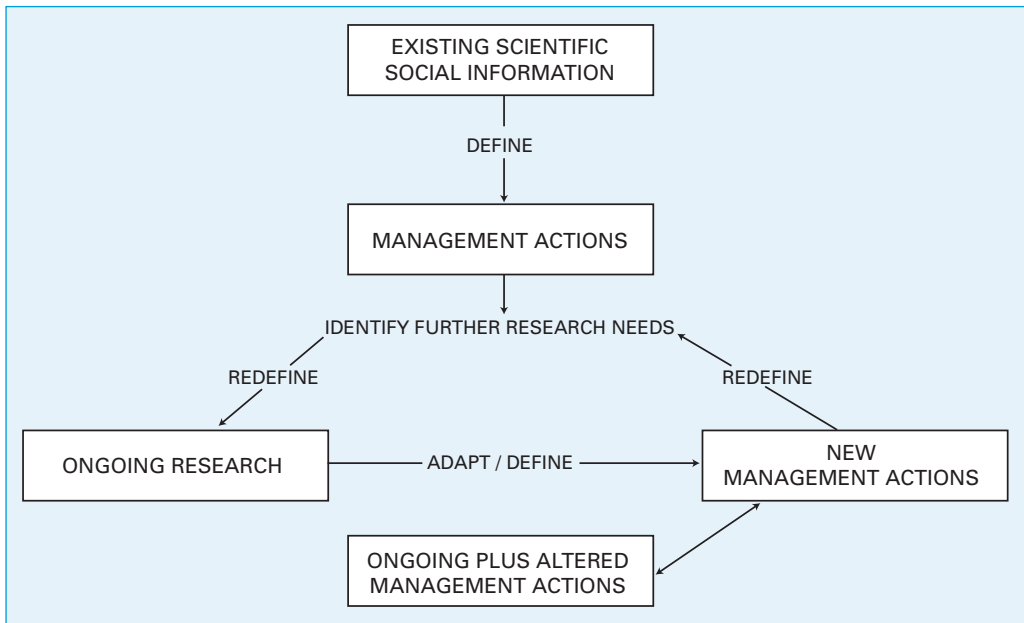 EXISTING SCIENTIFIC
SOCIAL INFORMATION
DEFINE
MANAGEMENT ACTIONS
IDENTIFY FURTHER RESEARCH NEEDS
REDEFINE
REDEFINE
ONGOING RESEARCH
ADAPT / DEFINE
NEW
MANAGEMENT ACTIONS
ONGOING PLUS ALTERED
MANAGEMENT ACTIONS